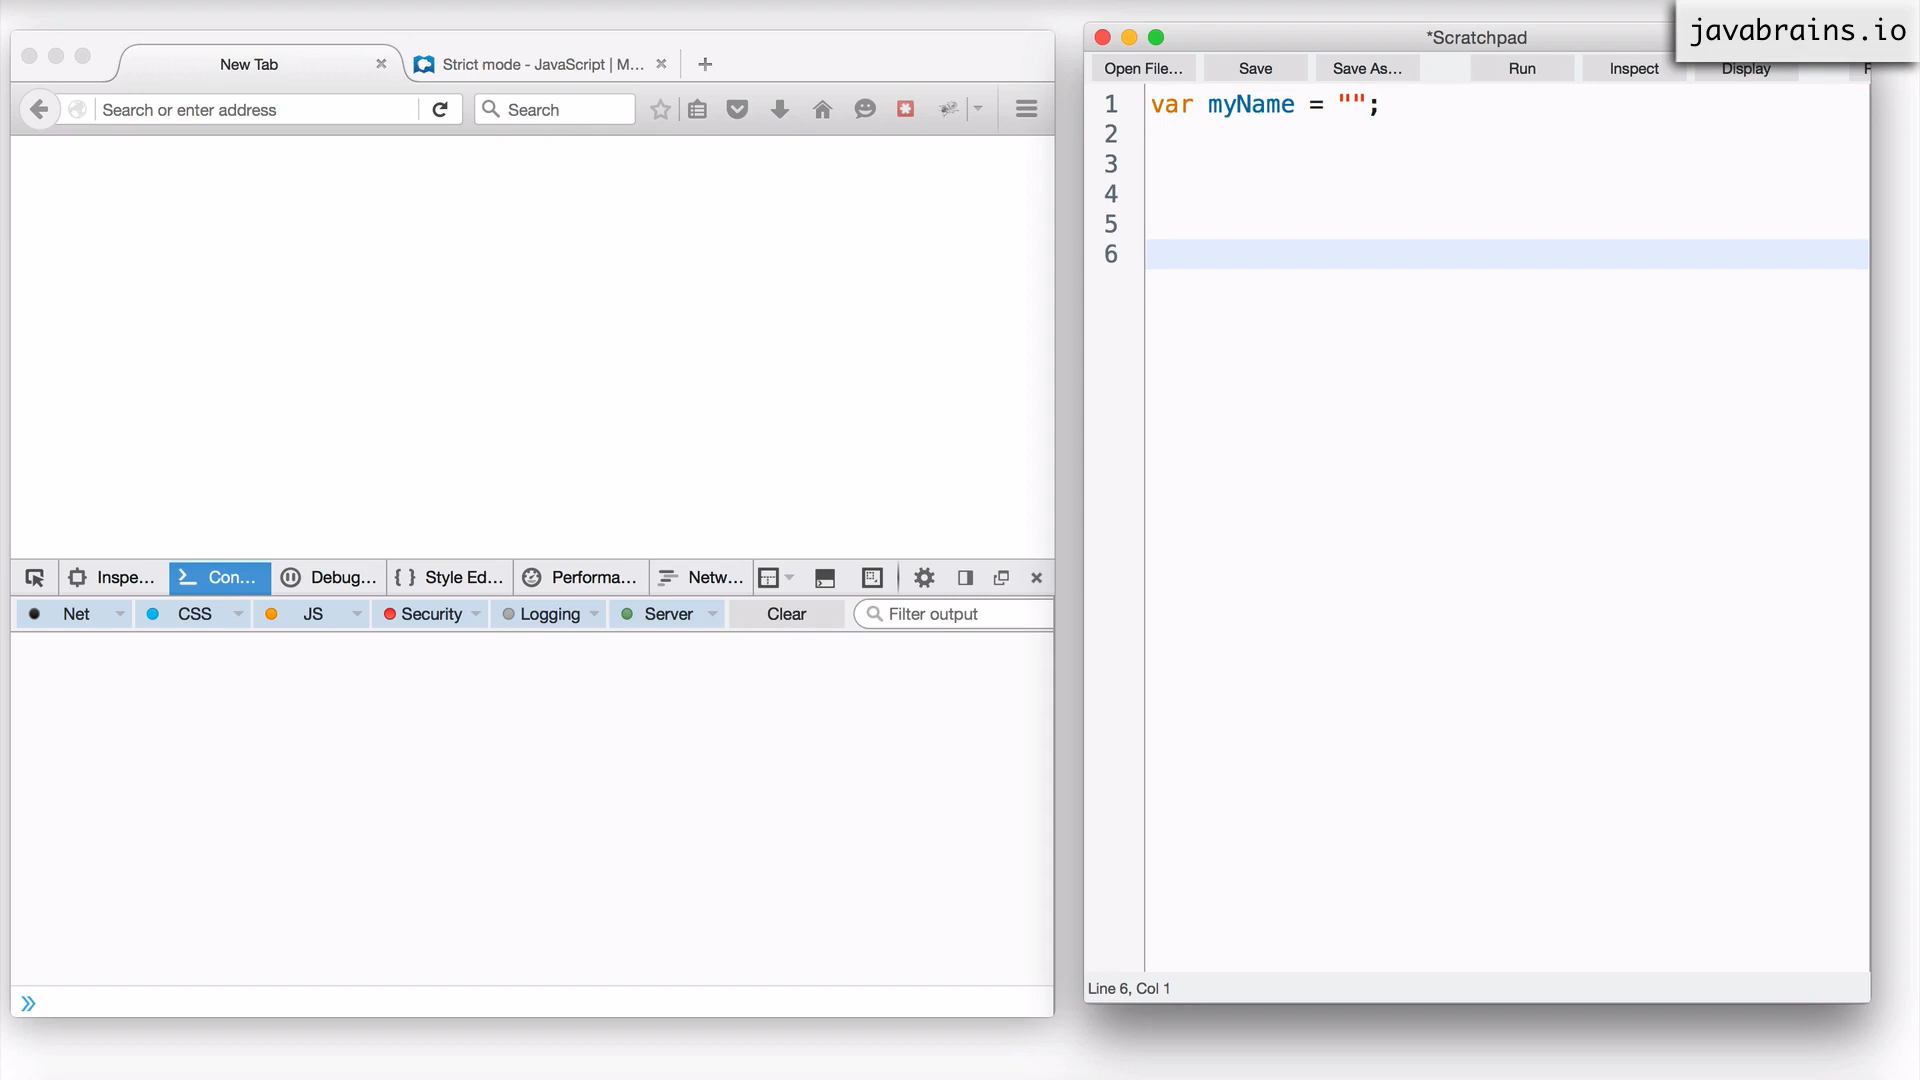 New Tab
Strict mode - JavaScript | M...
Search or enter address
Search
Inspe...
Con...
Debug...
{ } Style Ed...
Performa...
Netw...
Net
CSS
JS
Security
Logging
Server
Clear
Filter output
*Scratchpad
javabrains.io
Open File...
Save
Save As...
Run
Inspect
Display
1 var myName = "";
2
3
4
5
6
Line 6, Col 1